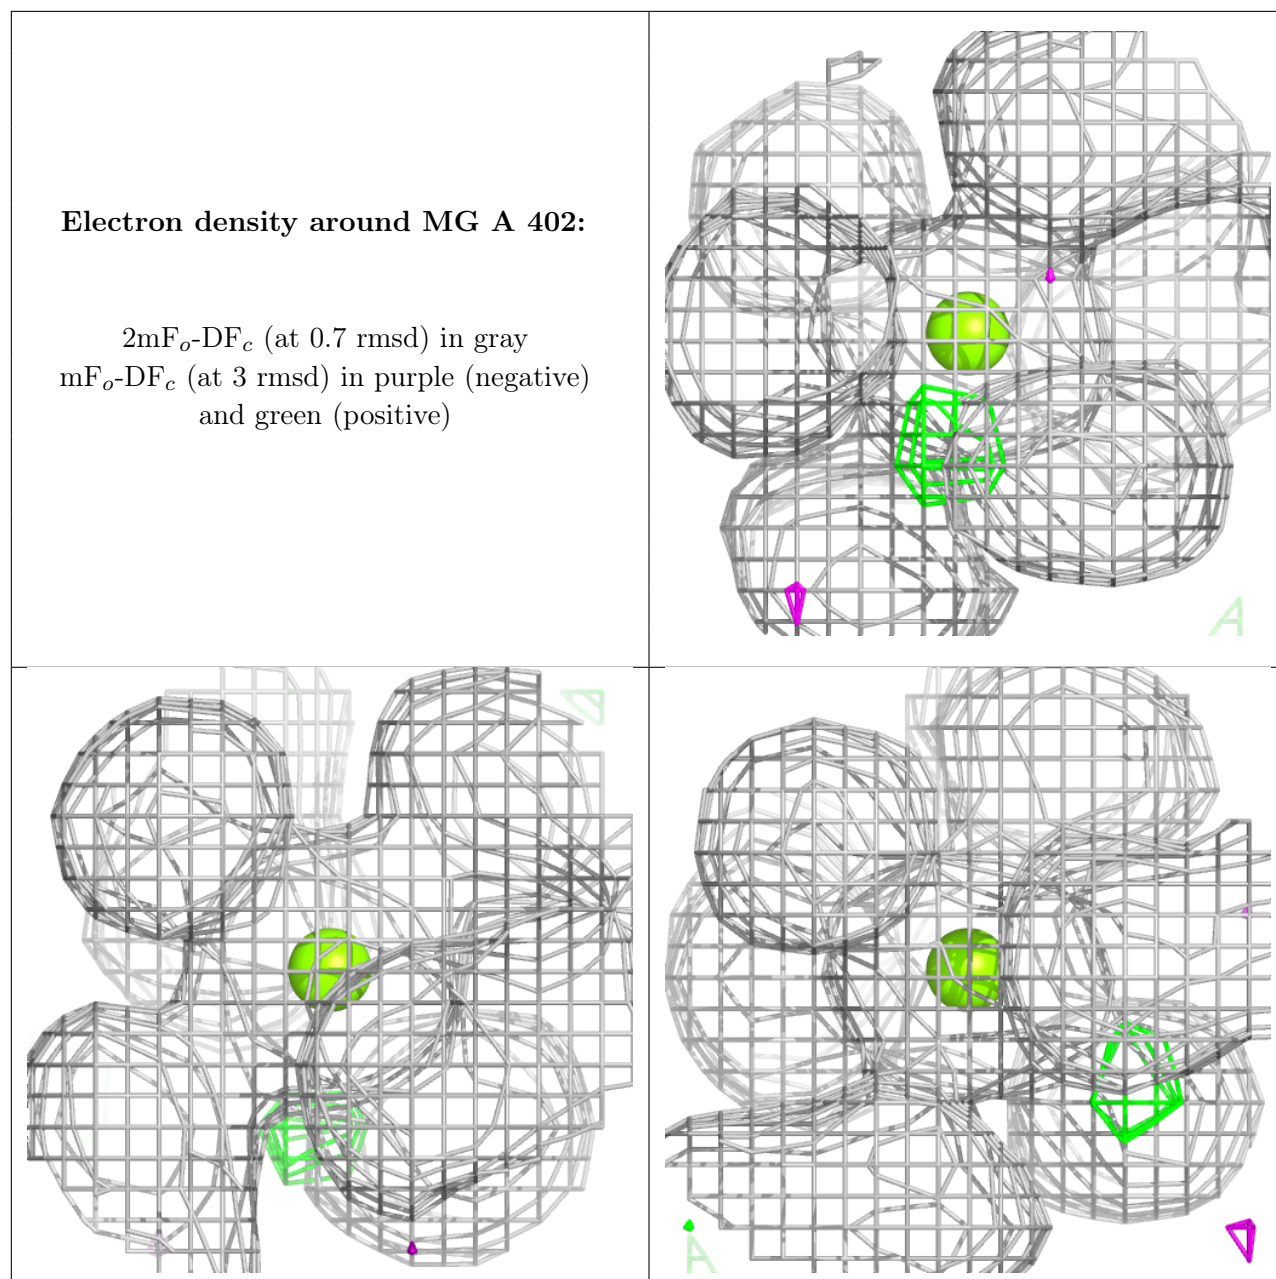 Electron density around MG A 402:
2mFo-DFc (at 0.7 rmsd) in gray
mFo-DFc (at 3 rmsd) in purple (negative)
and green (positive)